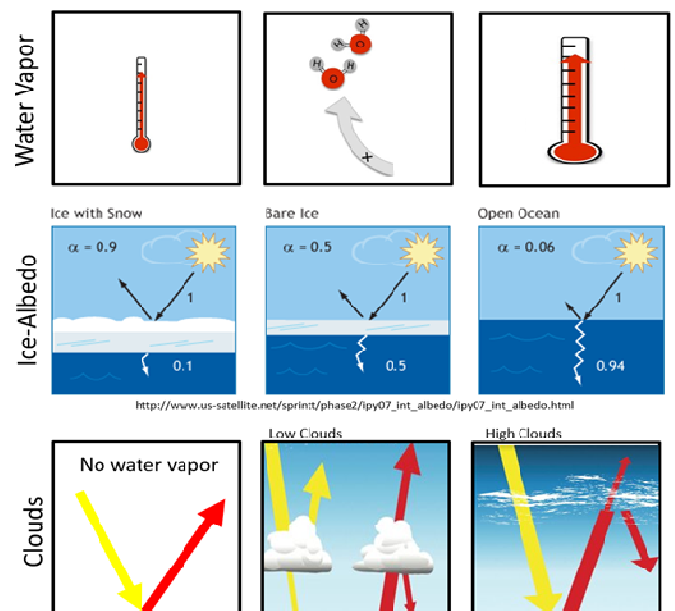 Water Vapor
H
H
O
H
H
O
+
Ice with Snow
Bare Ice
Open Ocean
Ice-Albedo
α – 0.9
1
0.1
α – 0.5
1
0.5
α – 0.06
1
0.94
http://www.us-satellite.net/sprintt/phase2/ipy07_int_albedo/ipy07_int_albedo.html
Clouds
No water vapor
Low Clouds
High Clouds